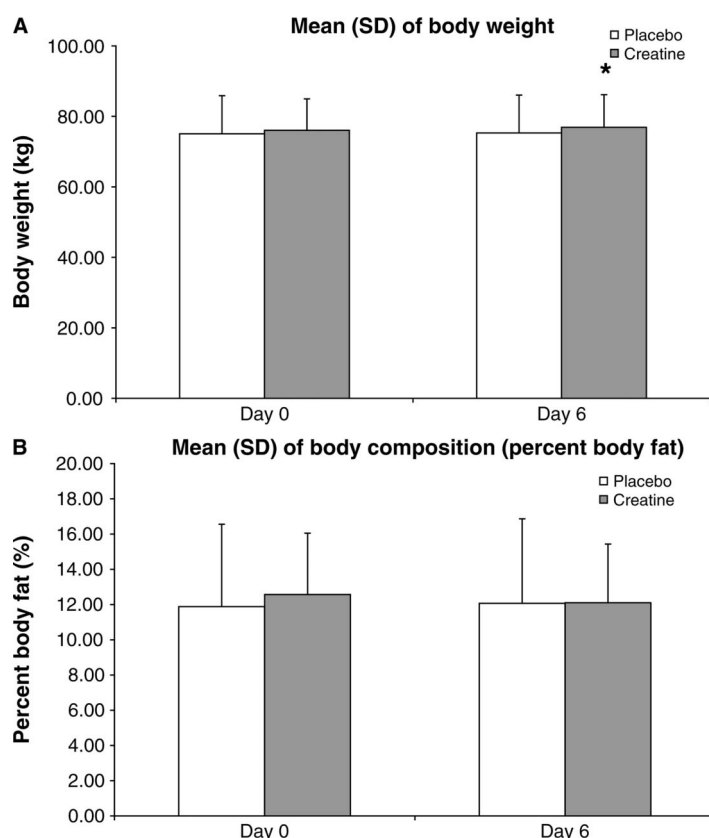 A
Mean (SD) of body weight
Placebo
Creatine
*
Body weight (kg)
100.00
80.00
60.00
40.00
20.00
0.00
Day 0
Day 6
B
Mean (SD) of body composition (percent body fat)
Placebo
Creatine
Percent body fat (%)
20.00
18.00
16.00
14.00
12.00
10.00
8.00
6.00
4.00
2.00
0.00
Day 0
Day 6